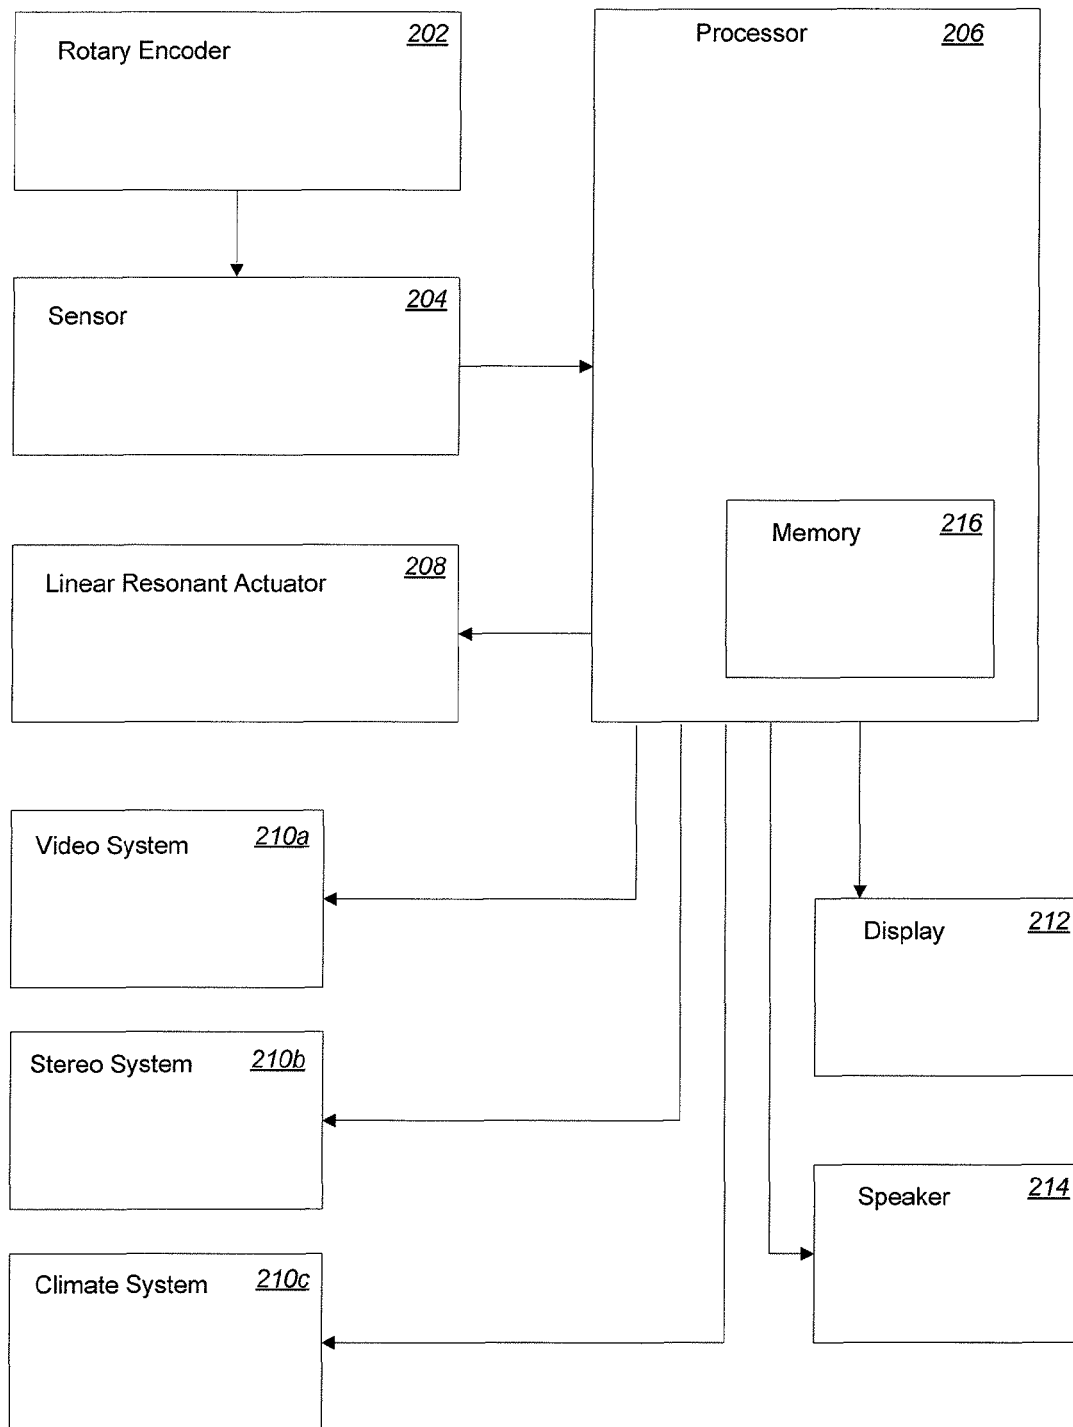 Rotary Encoder 202
Processor 206
Sensor 204
Memory 216
Linear Resonant Actuator 208
Video System 210a
Display 212
Stereo System 210b
Speaker 214
Climate System 210c